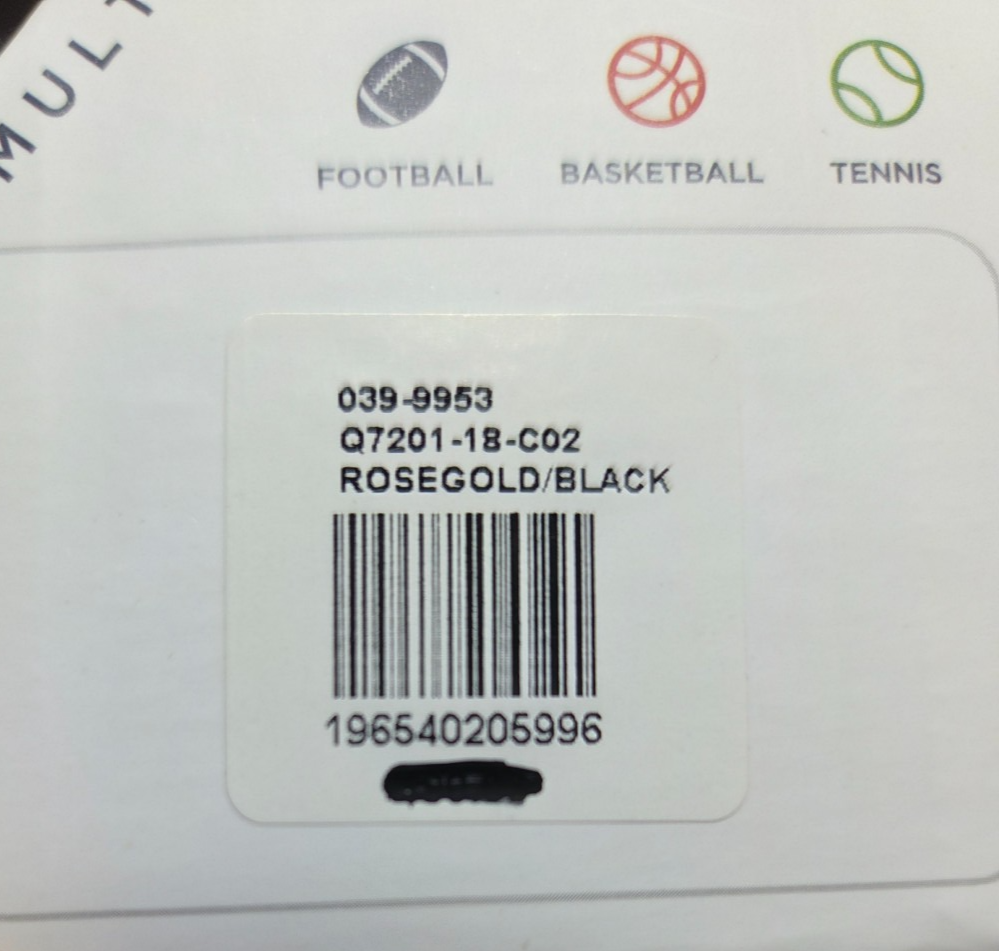 MULT
FOOTBALL BASKETBALL TENNIS
039-9953
Q7201-18-C02
ROSEGOLD/BLACK
196540205996